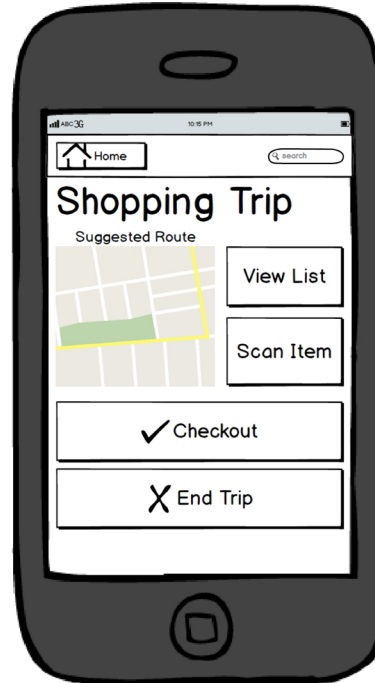 ABC 3G 10:15 PM
Home search
Shopping Trip
Suggested Route
View List
Scan Item
Checkout
End Trip